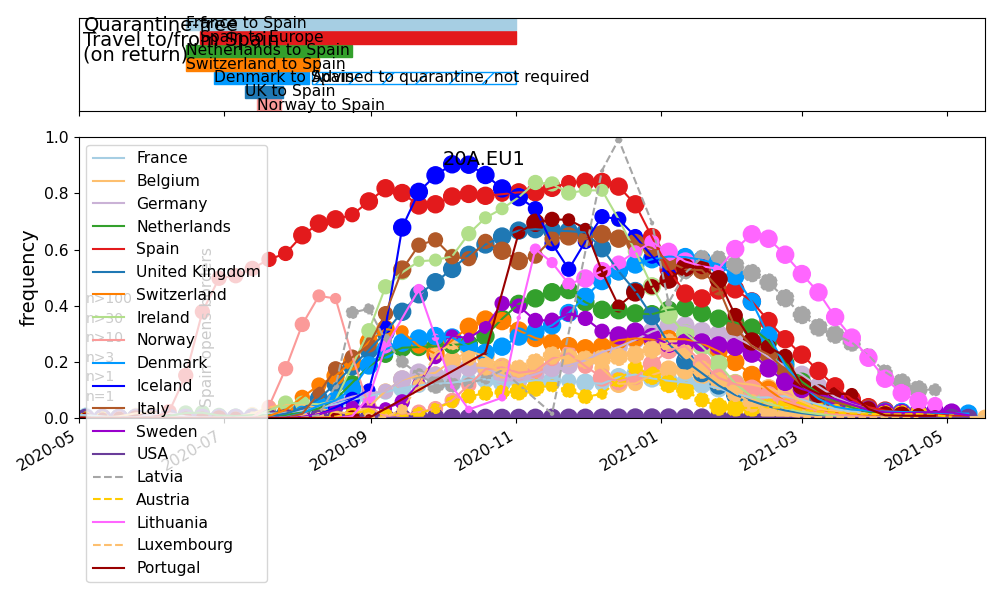 Quarantine-free
Travel to/from Spain
(on return)
France to Spain
Spain to Europe
Netherlands to Spain
Switzerland to Spain
Denmark to Spain
Advised to quarantine, not required
UK to Spain
Norway to Spain
20A.EU1
frequency
1.0
0.8
0.6
0.4
0.2
0.0
France
Belgium
Germany
Netherlands
Spain
United Kingdom
Switzerland
Ireland
Norway
Denmark
Iceland
Italy
Sweden
USA
Latvia
Austria
Lithuania
Luxembourg
Portugal
n>100
n>30
n>10
n>3
n>1
n=1
Spain opens borders
2020-05
2020-07
2020-09
2020-11
2021-01
2021-03
2021-05